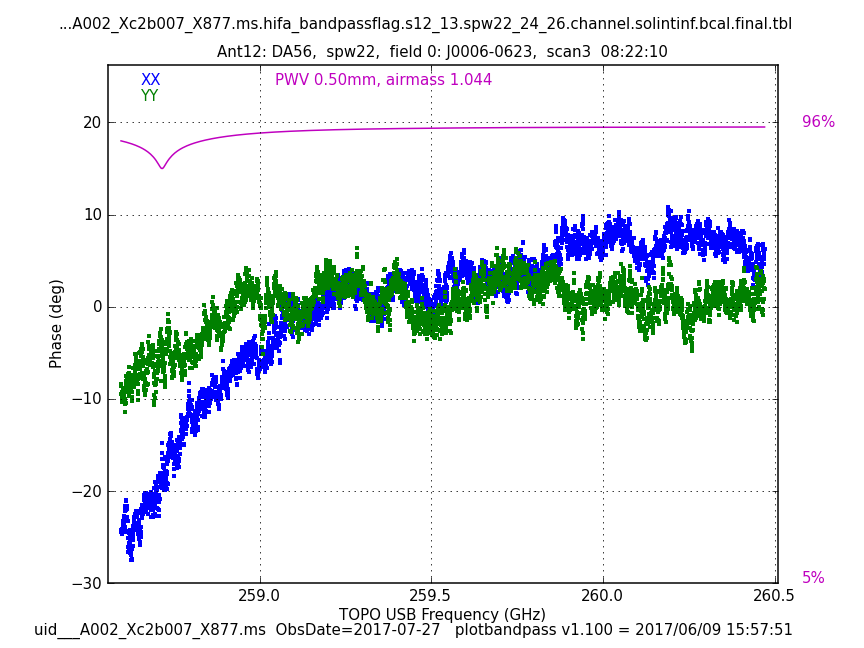 ...A002_Xc2b007_X877.ms.hifa_bandpassflag.s12_13.spw22_24_26.channel.solintinf.bcal.final.tbl
Ant12: DA56,  spw22,  field 0: J0006-0623,  scan3  08:22:10
XX
YY
PWV 0.50mm, airmass 1.044
96%
5%
20
10
0
−10
−20
−30
Phase (deg)
259.0
259.5
260.0
260.5
TOPO USB Frequency (GHz)
uid___A002_Xc2b007_X877.ms  ObsDate=2017-07-27   plotbandpass v1.100 = 2017/06/09 15:57:51